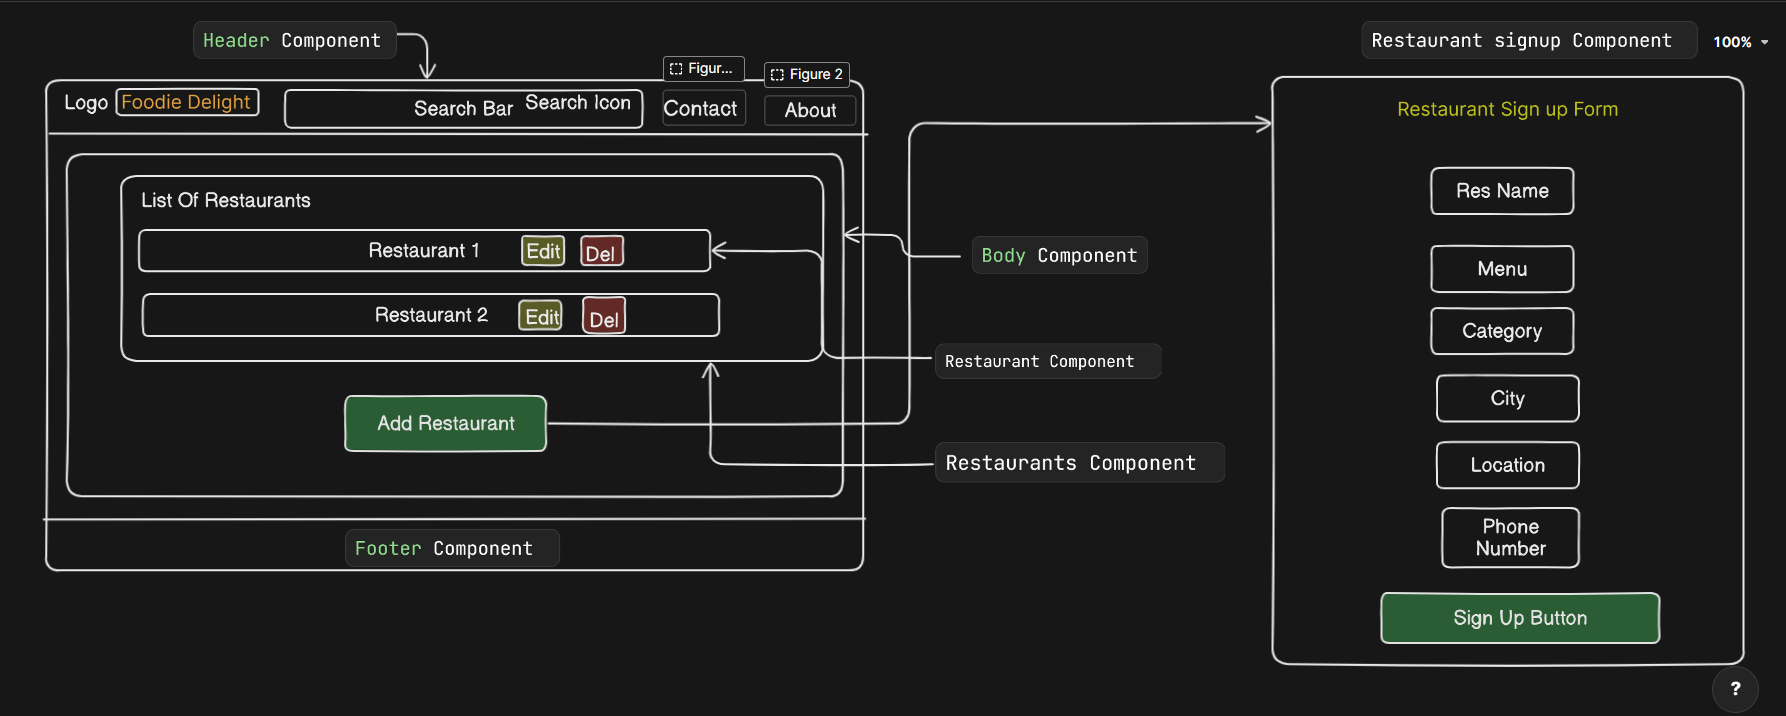 Header Component
Restaurant signup Component
100%
Figur...
Figure 2
Logo
Foodie Delight
Search Bar
Search Icon
Contact
About
List Of Restaurants
Restaurant 1
Edit
Del
Restaurant 2
Edit
Del
Add Restaurant
Footer Component
Body Component
Restaurant Component
Restaurants Component
Restaurant Sign up Form
Res Name
Menu
Category
City
Location
Phone
Number
Sign Up Button
?